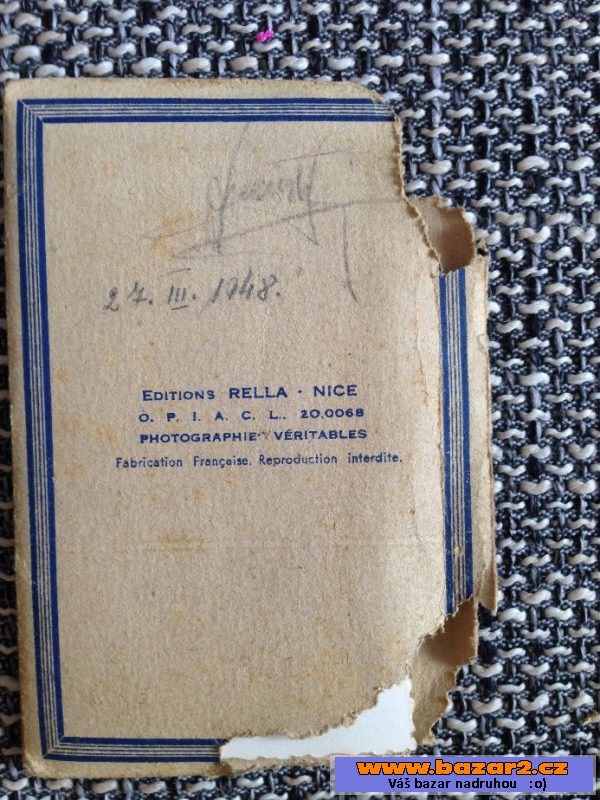 27. III. 1948.
EDITIONS RELLA - NICE
O. P. I. A. C. L.. 20,0068
PHOTOGRAPHIE VÉRITABLES
Fabrication Française. Reproduction interdite.
www.bazar2.cz
Váš bazar nadruhou :o)